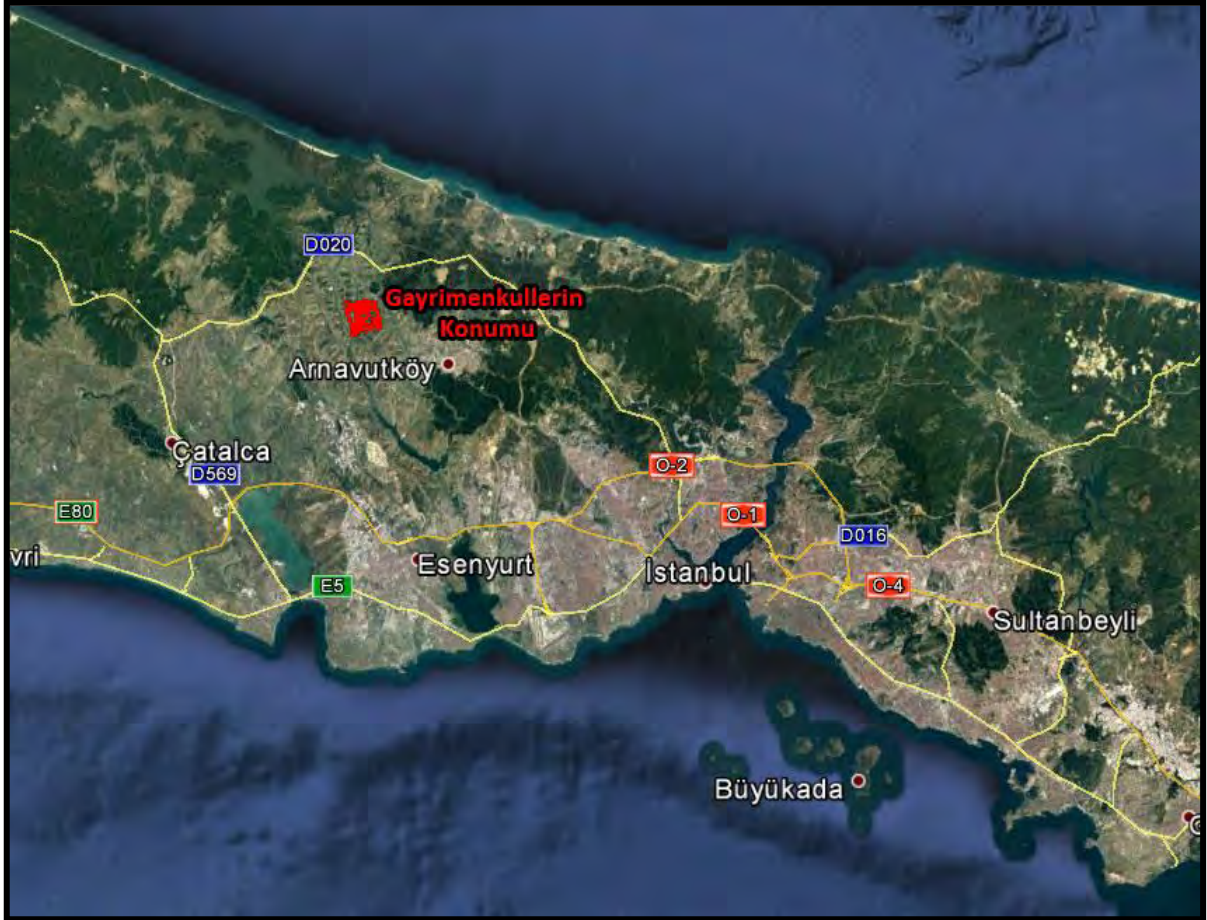 D020
Gayrimenkullerin
Konumu
Arnavutköy
Çatalca
D569
O-2
E80
O-1
D016
vri
Esenyurt
İstanbul
E5
O-4
Sultanbeyli
Büyükada